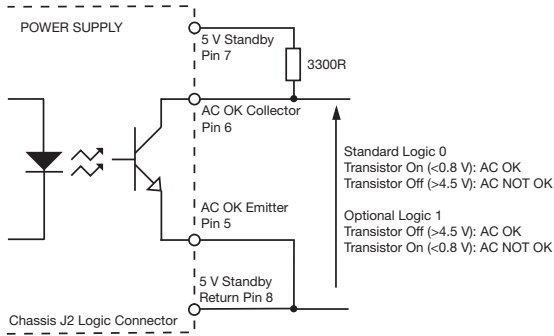 POWER SUPPLY
5 V Standby
Pin 7
3300R
AC OK Collector
Pin 6
Standard Logic 0
Transistor On (<0.8 V): AC OK
Transistor Off (>4.5 V): AC NOT OK
Optional Logic 1
Transistor Off (>4.5 V): AC OK
Transistor On (<0.8 V): AC NOT OK
AC OK Emitter
Pin 5
5 V Standby
Return Pin 8
Chassis J2 Logic Connector